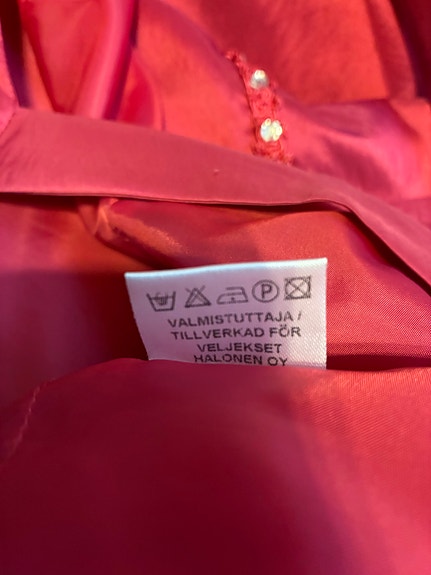 P
VALMISTUTTAJA /
TILLVERKAD FÖR
VELJEKSET
HALONEN OY